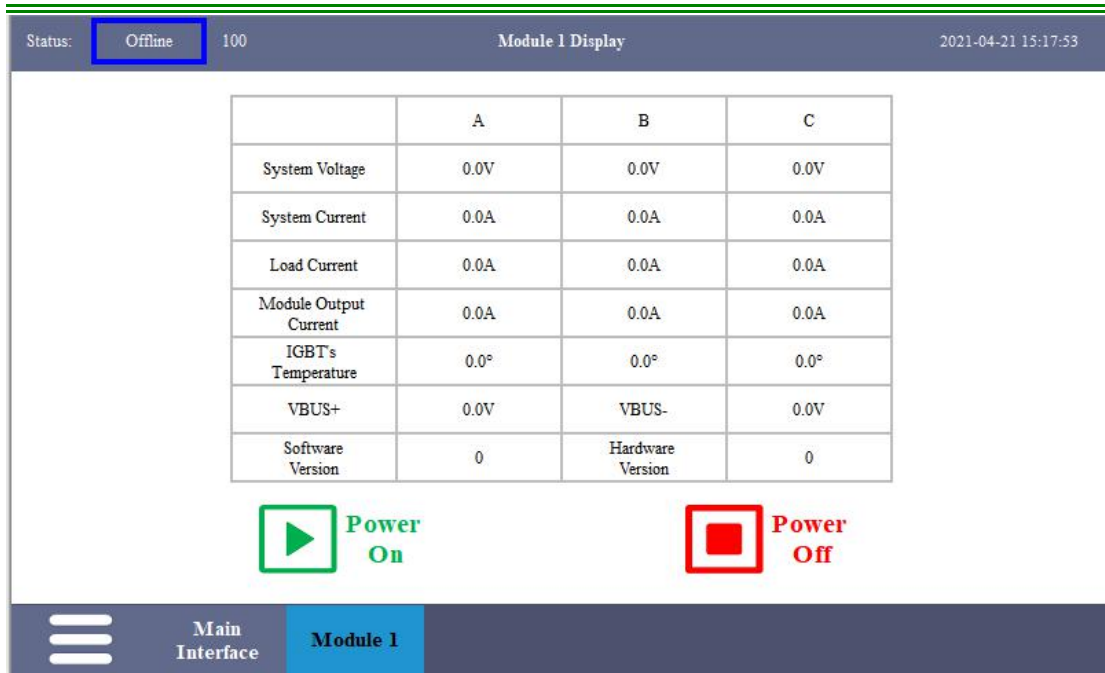 Status: Offline 100 Module 1 Display 2021-04-21 15:17:53
A B C
System Voltage 0.0V 0.0V 0.0V
System Current 0.0A 0.0A 0.0A
Load Current 0.0A 0.0A 0.0A
Module Output
Current 0.0A 0.0A 0.0A
IGBT's
Temperature 0.0° 0.0° 0.0°
VBUS+ 0.0V VBUS- 0.0V
Software
Version 0 Hardware
Version 0
Power
On
Power
Off
Main
Interface
Module 1